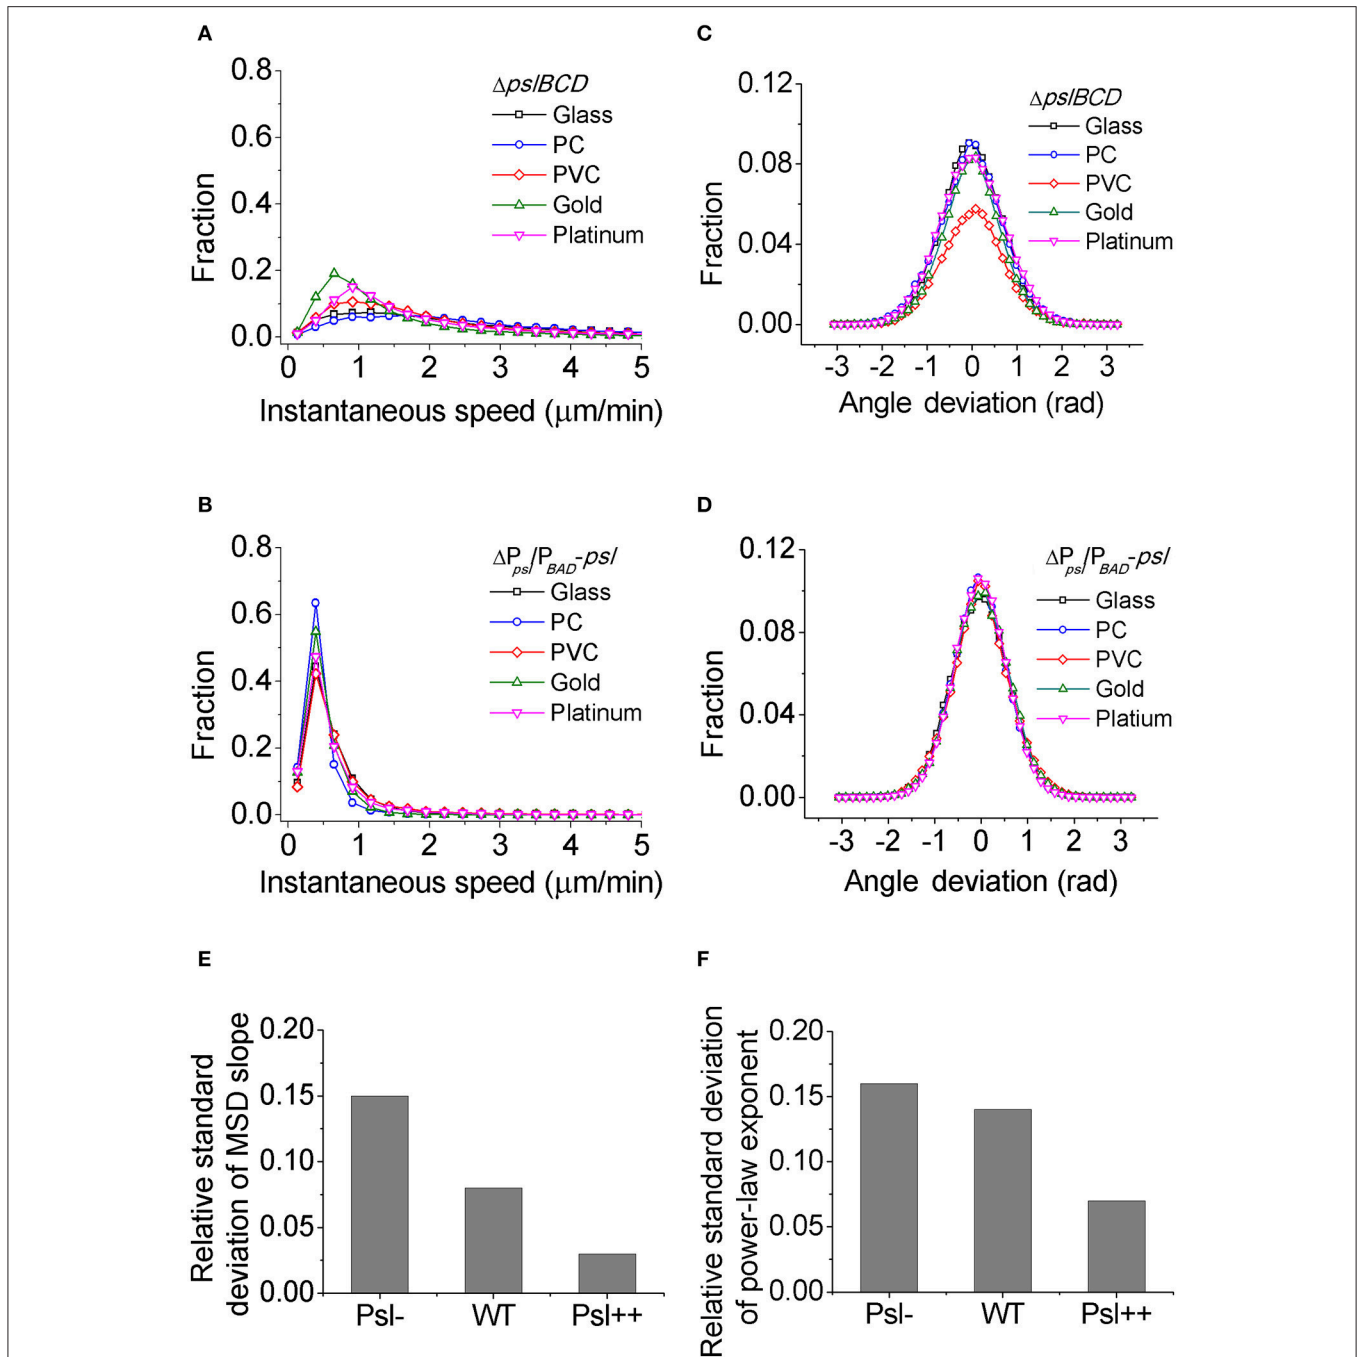 A
0.8
0.6
0.4
0.2
0.0
Fraction
ΔpslBCD
Glass
PC
PVC
Gold
Platinum
0 1 2 3 4 5
Instantaneous speed (μm/min)
C
0.12
0.08
0.04
0.00
Fraction
ΔpslBCD
Glass
PC
PVC
Gold
Platinum
-3 -2 -1 0 1 2 3
Angle deviation (rad)
B
0.8
0.6
0.4
0.2
0.0
Fraction
ΔPpsl/PBAD-psl
Glass
PC
PVC
Gold
Platinum
0 1 2 3 4 5
Instantaneous speed (μm/min)
D
0.12
0.08
0.04
0.00
Fraction
ΔPpsl/PBAD-psl
Glass
PC
PVC
Gold
Platium
-3 -2 -1 0 1 2 3
Angle deviation (rad)
E
Relative standard
deviation of MSD slope
0.20
0.15
0.10
0.05
0.00
Psl- WT Psl++
F
Relative standard deviation
of power-law exponent
0.20
0.15
0.10
0.05
0.00
Psl- WT Psl++